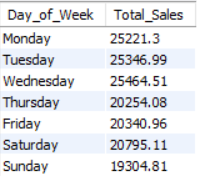 Day_of_Week Total_Sales
Monday 25221.3
Tuesday 25346.99
Wednesday 25464.51
Thursday 20254.08
Friday 20340.96
Saturday 20795.11
Sunday 19304.81